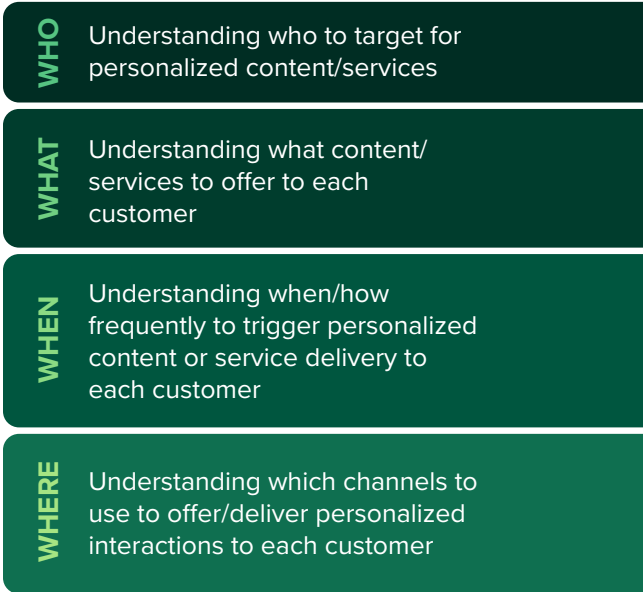 WHO
Understanding who to target for
personalized content/services
WHAT
Understanding what content/
services to offer to each
customer
WHEN
Understanding when/how
frequently to trigger personalized
content or service delivery to
each customer
WHERE
Understanding which channels to
use to offer/deliver personalized
interactions to each customer